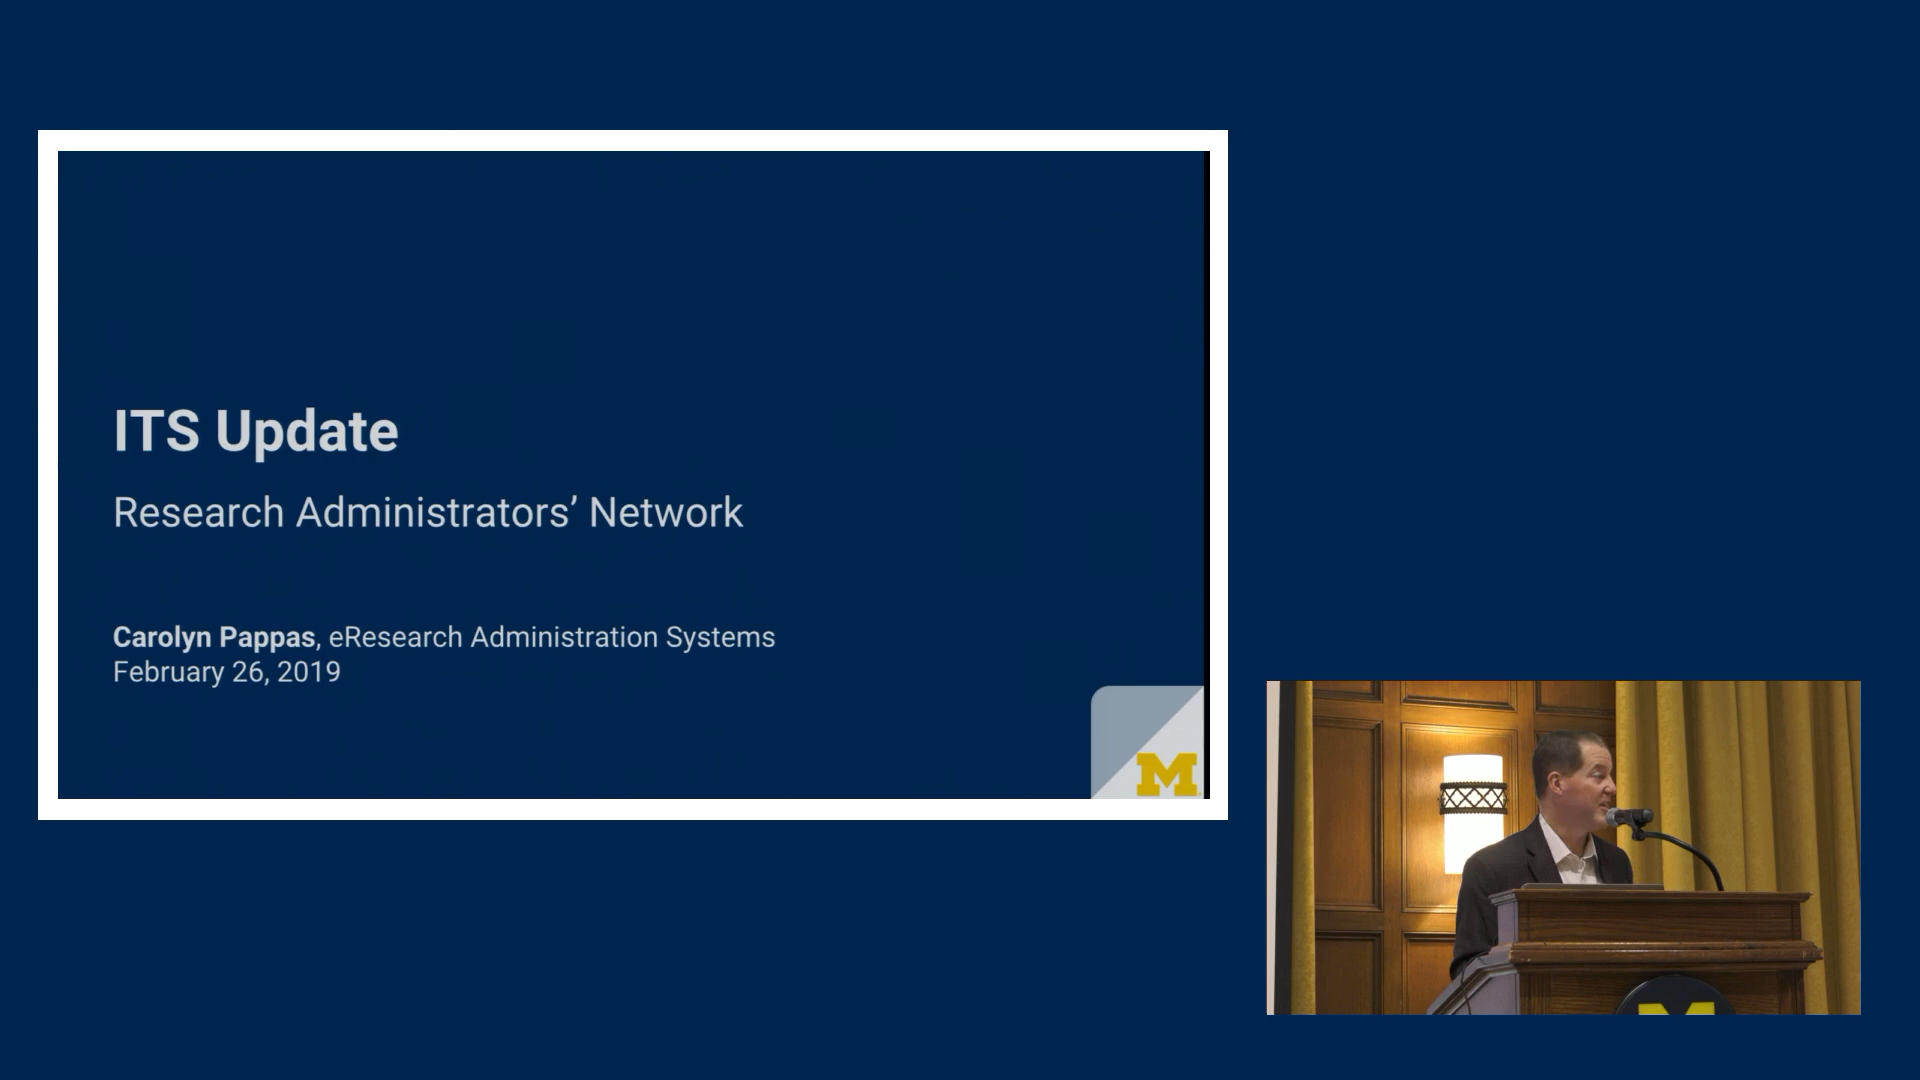 ITS Update
Research Administrators’ Network
Carolyn Pappas, eResearch Administration Systems
February 26, 2019
M
M